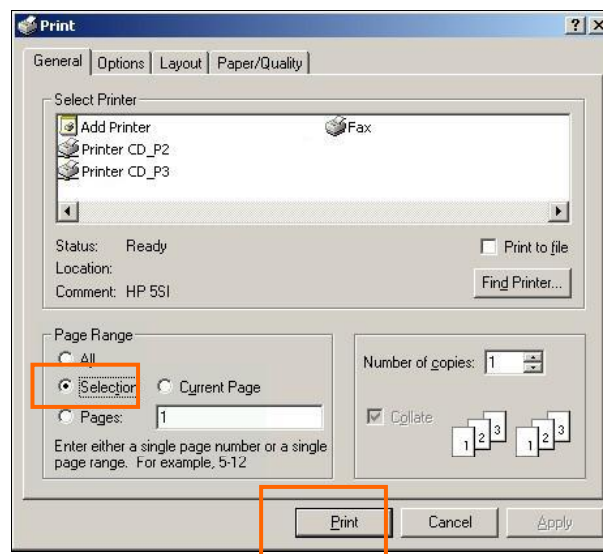 Print
General Options Layout Paper/Quality
Select Printer
Add Printer Fax
Printer CD_P2
Printer CD_P3
Status: Ready Print to file
Location:
Comment: HP 5SI Find Printer...
Page Range
All Number of copies: 1
Selection Current Page
Pages: 1 Collate
Enter either a single page number or a single
page range. For example, 5-12
1 2 3 1 2 3
Print Cancel Apply